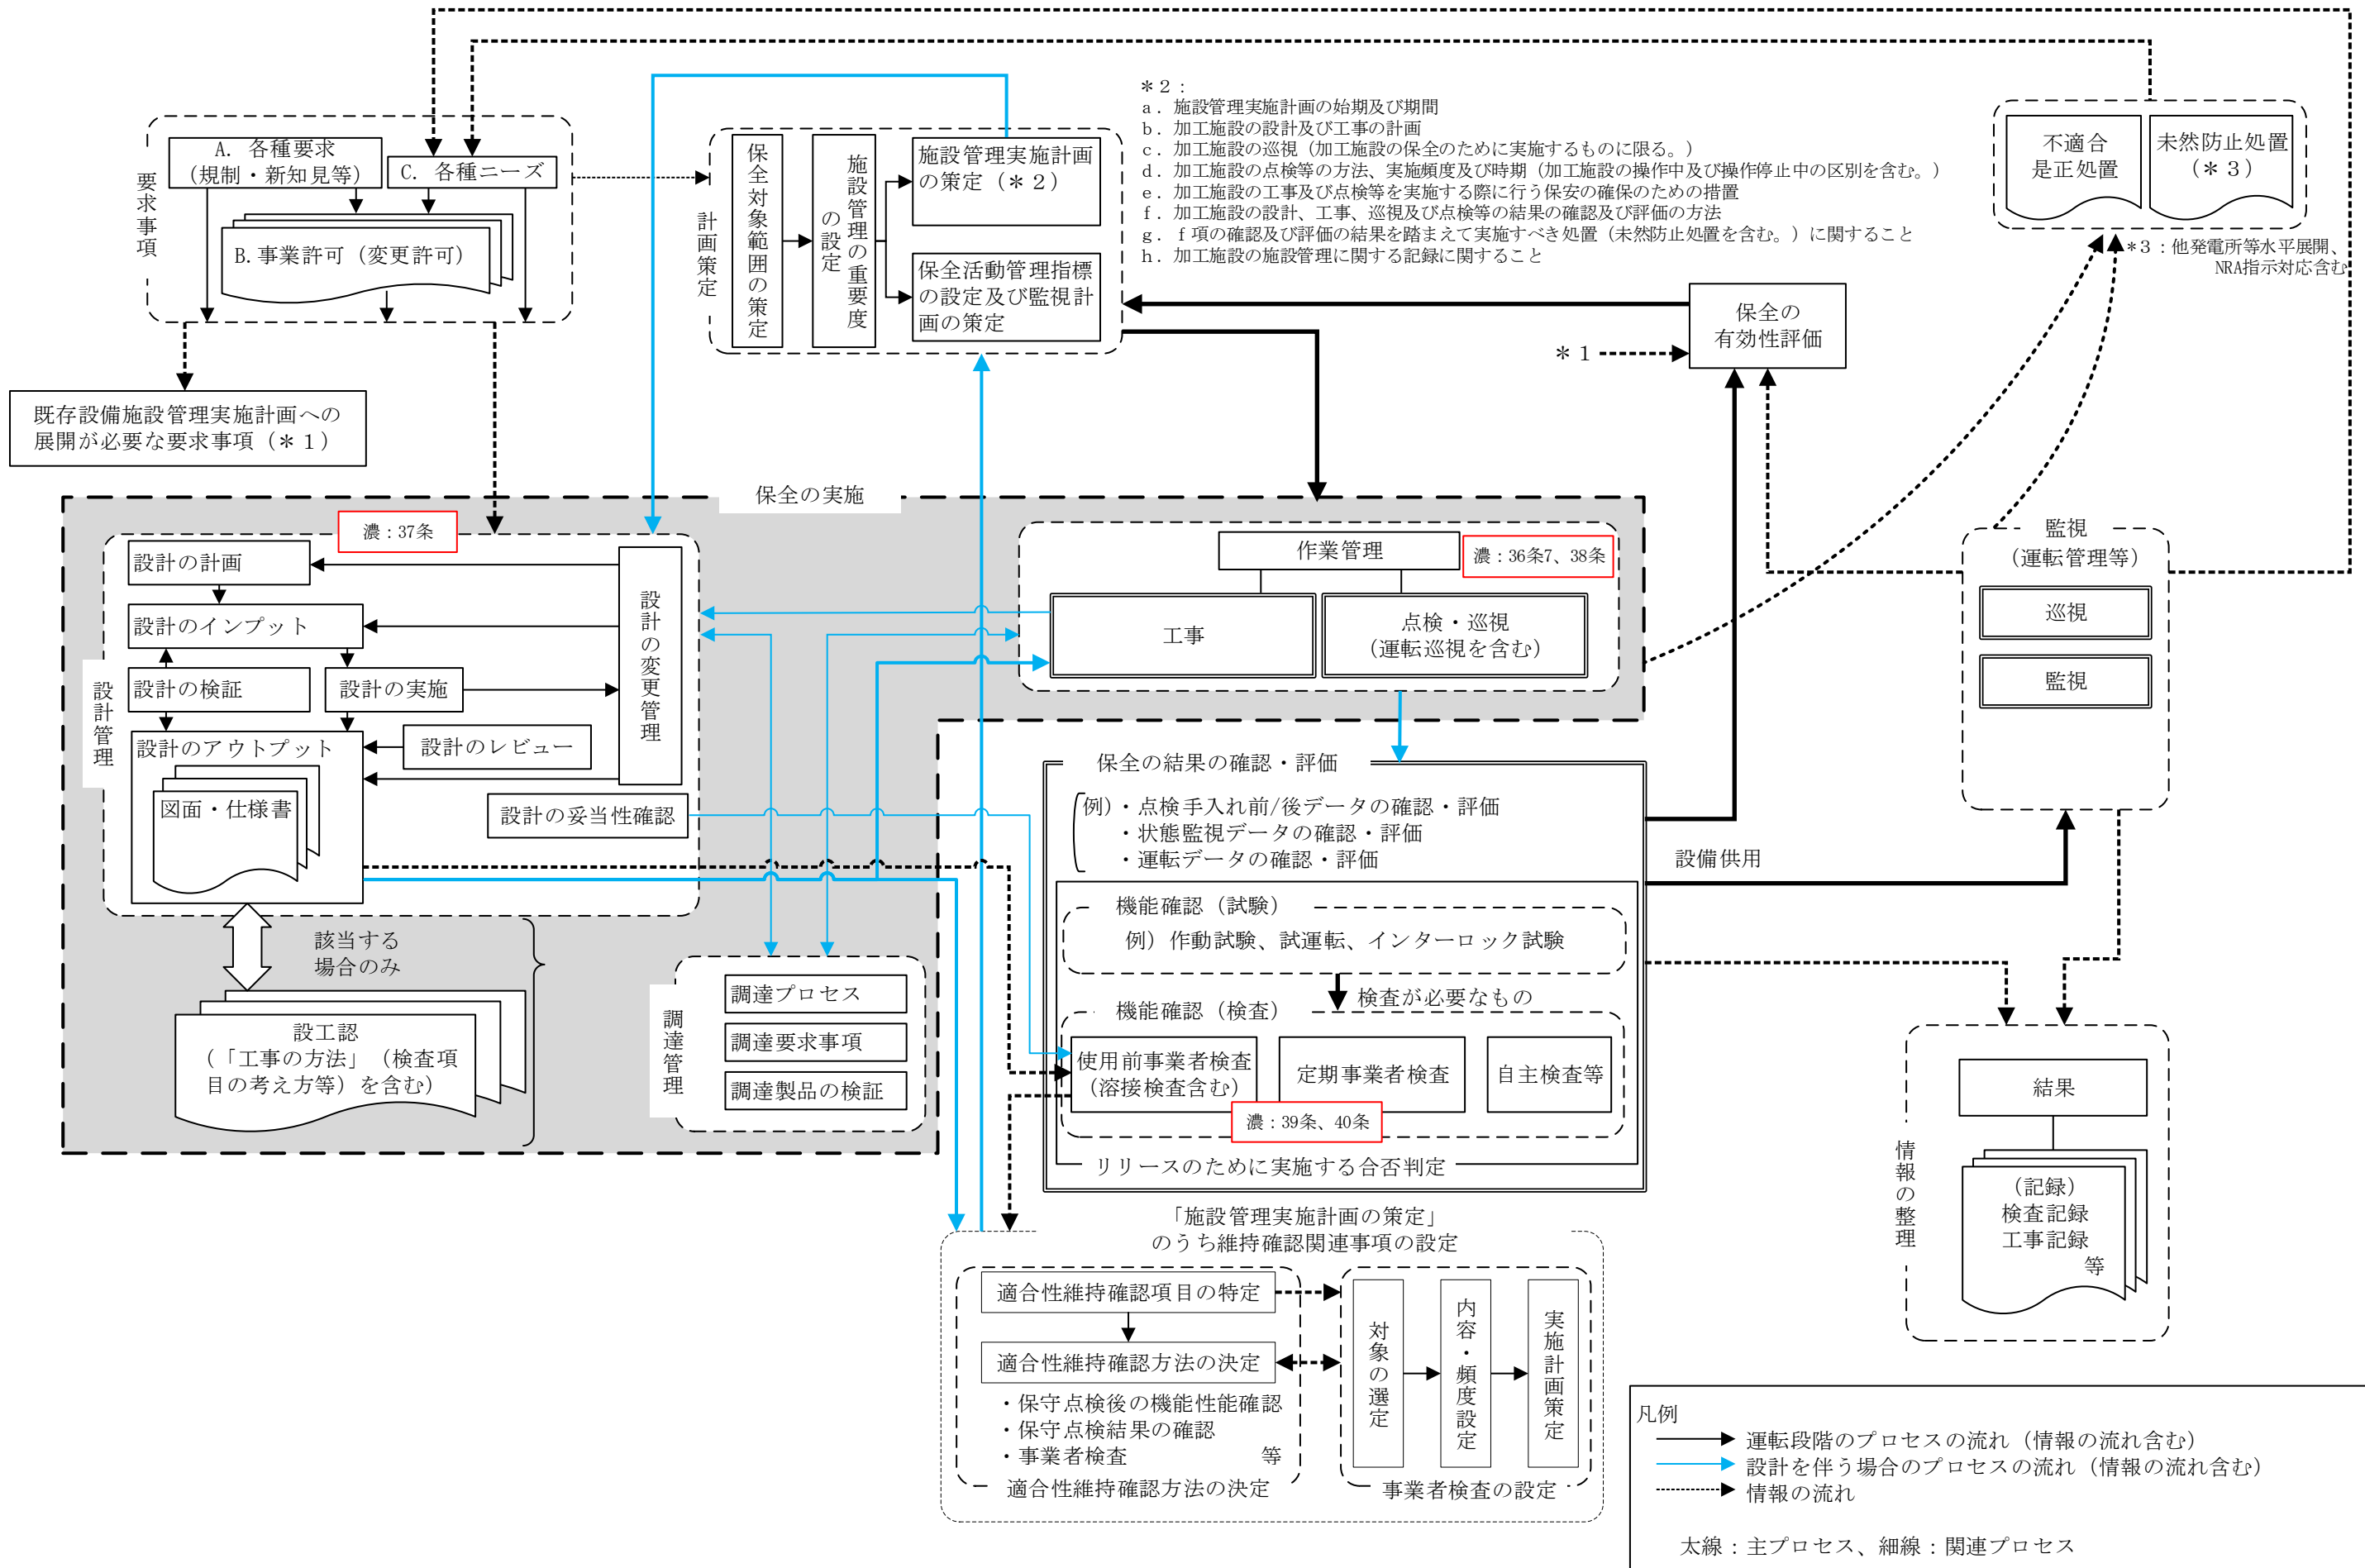 要求事項
A. 各種要求
（規制・新知見等）
C. 各種ニーズ
B. 事業許可（変更許可）
既存設備施設管理実施計画への
展開が必要な要求事項（＊１）
計画策定
保全対象範囲の策定
施設管理の重要度
の設定
施設管理実施計画
の策定（＊２）
保全活動管理指標
の設定及び監視計
画の策定
＊２：
a．施設管理実施計画の始期及び期間
b．加工施設の設計及び工事の計画
c．加工施設の巡視（加工施設の保全のために実施するものに限る。）
d．加工施設の点検等の方法、実施頻度及び時期（加工施設の操作中及び操作停止中の区別を含む。）
e．加工施設の工事及び点検等を実施する際に行う保安の確保のための措置
f．加工施設の設計、工事、巡視及び点検等の結果の確認及び評価の方法
g．f項の確認及び評価の結果を踏まえて実施すべき処置（未然防止処置を含む。）に関すること
h．加工施設の施設管理に関する記録に関すること
不適合
是正処置
未然防止処置
（＊３）
＊3：他発電所等水平展開、
NRA指示対応含む
保全の
有効性評価
＊１
保全の実施
濃：37条
設計管理
設計の計画
設計のインプット
設計の検証
設計の実施
設計のアウトプット
図面・仕様書
設計のレビュー
設計の変更管理
設計の妥当性確認
該当する
場合のみ
設工認
（「工事の方法」（検査項
目の考え方等）を含む）
作業管理
濃：36条7、38条
工事
点検・巡視
（運転巡視を含む）
調達管理
調達プロセス
調達要求事項
調達製品の検証
保全の結果の確認・評価
例）・点検手入れ前/後データの確認・評価
・状態監視データの確認・評価
・運転データの確認・評価
機能確認（試験）
例）作動試験、試運転、インターロック試験
検査が必要なもの
機能確認（検査）
使用前事業者検査
（溶接検査含む）
定期事業者検査
自主検査等
濃：39条、40条
リリースのために実施する合否判定
監視
（運転管理等）
巡視
監視
設備供用
情報の整理
結果
（記録）
検査記録
工事記録
等
「施設管理実施計画の策定」
のうち維持確認関連事項の設定
適合性維持確認項目の特定
適合性維持確認方法の決定
・保守点検後の機能性能確認
・保守点検結果の確認
・事業者検査 等
適合性維持確認方法の決定
対象の選定
内容・頻度設定
実施計画策定
事業者検査の設定
凡例
運転段階のプロセスの流れ（情報の流れ含む）
設計を伴う場合のプロセスの流れ（情報の流れ含む）
情報の流れ
太線：主プロセス、細線：関連プロセス